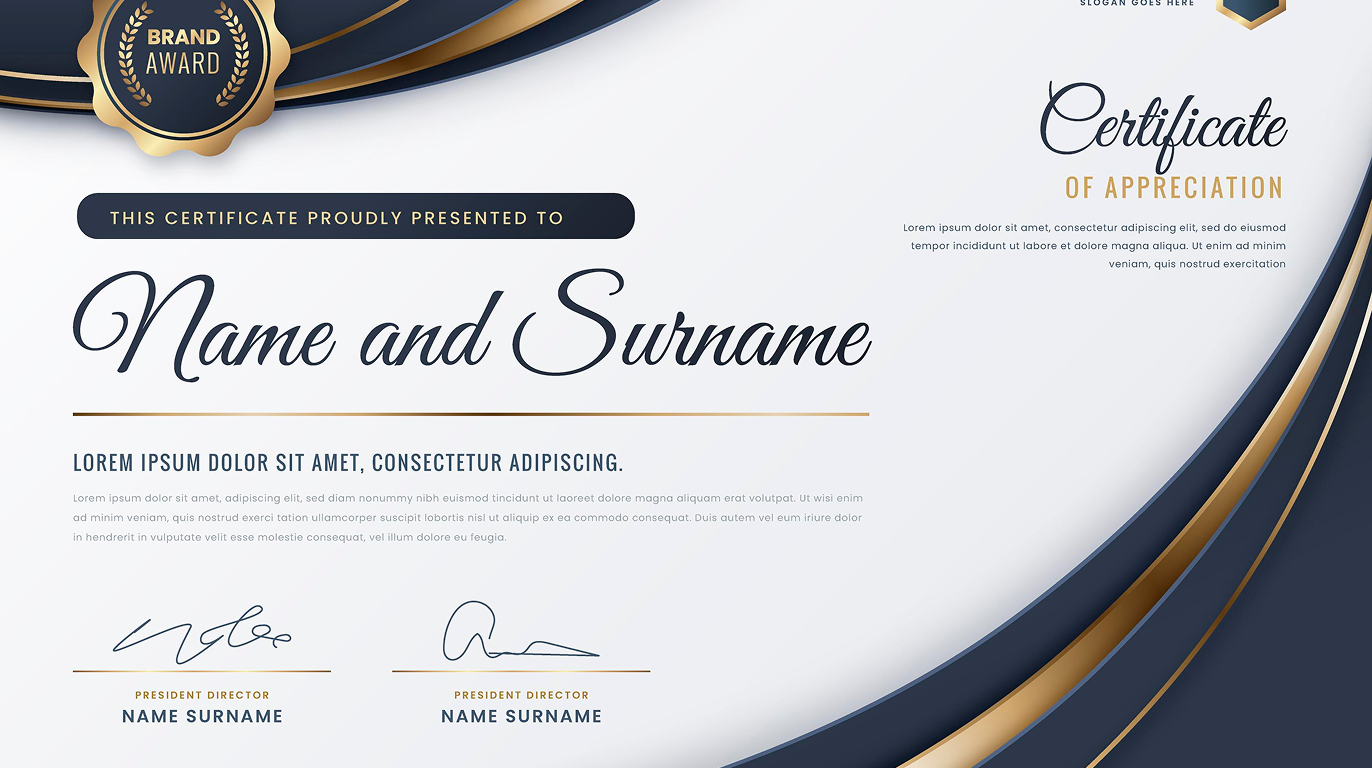 SLOGAN GOES HERE
BRAND
AWARD
Certificate
OF APPRECIATION
Lorem ipsum dolor sit amet, consectetur adipiscing elit, sed do eiusmod
tempor incididunt ut labore et dolore magna aliqua. Ut enim ad minim
veniam, quis nostrud exercitation
THIS CERTIFICATE PROUDLY PRESENTED TO
Name and Surname
LOREM IPSUM DOLOR SIT AMET, CONSECTETUR ADIPISCING.
Lorem ipsum dolor sit amet, adipiscing elit, sed diam nonummy nibh euismod tincidunt ut laoreet dolore magna aliquam erat volutpat. Ut wisi enim
ad minim veniam, quis nostrud exerci tation ullamcorper suscipit lobortis nisl ut aliquip ex ea commodo consequat. Duis autem vel eum iriure dolor
in hendrerit in vulputate velit esse molestie consequat, vel illum dolore eu feugia.
PRESIDENT DIRECTOR
NAME SURNAME
PRESIDENT DIRECTOR
NAME SURNAME